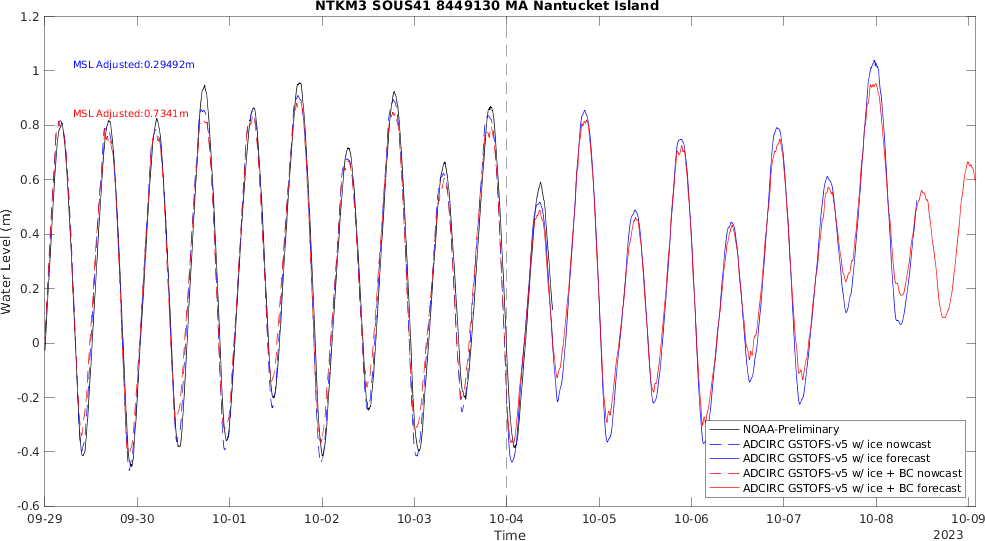 NTKM3 SOUS41 8449130 MA Nantucket Island
1.2
1
0.8
0.6
0.4
0.2
0
-0.2
-0.4
-0.6
Water Level (m)
MSL Adjusted:0.29492m
MSL Adjusted:0.7341m
NOAA-Preliminary
ADCIRC GSTOFS-v5 w/ ice nowcast
ADCIRC GSTOFS-v5 w/ ice forecast
ADCIRC GSTOFS-v5 w/ ice + BC nowcast
ADCIRC GSTOFS-v5 w/ ice + BC forecast
09-29 09-30 10-01 10-02 10-03 10-04 10-05 10-06 10-07 10-08 10-09
Time
2023